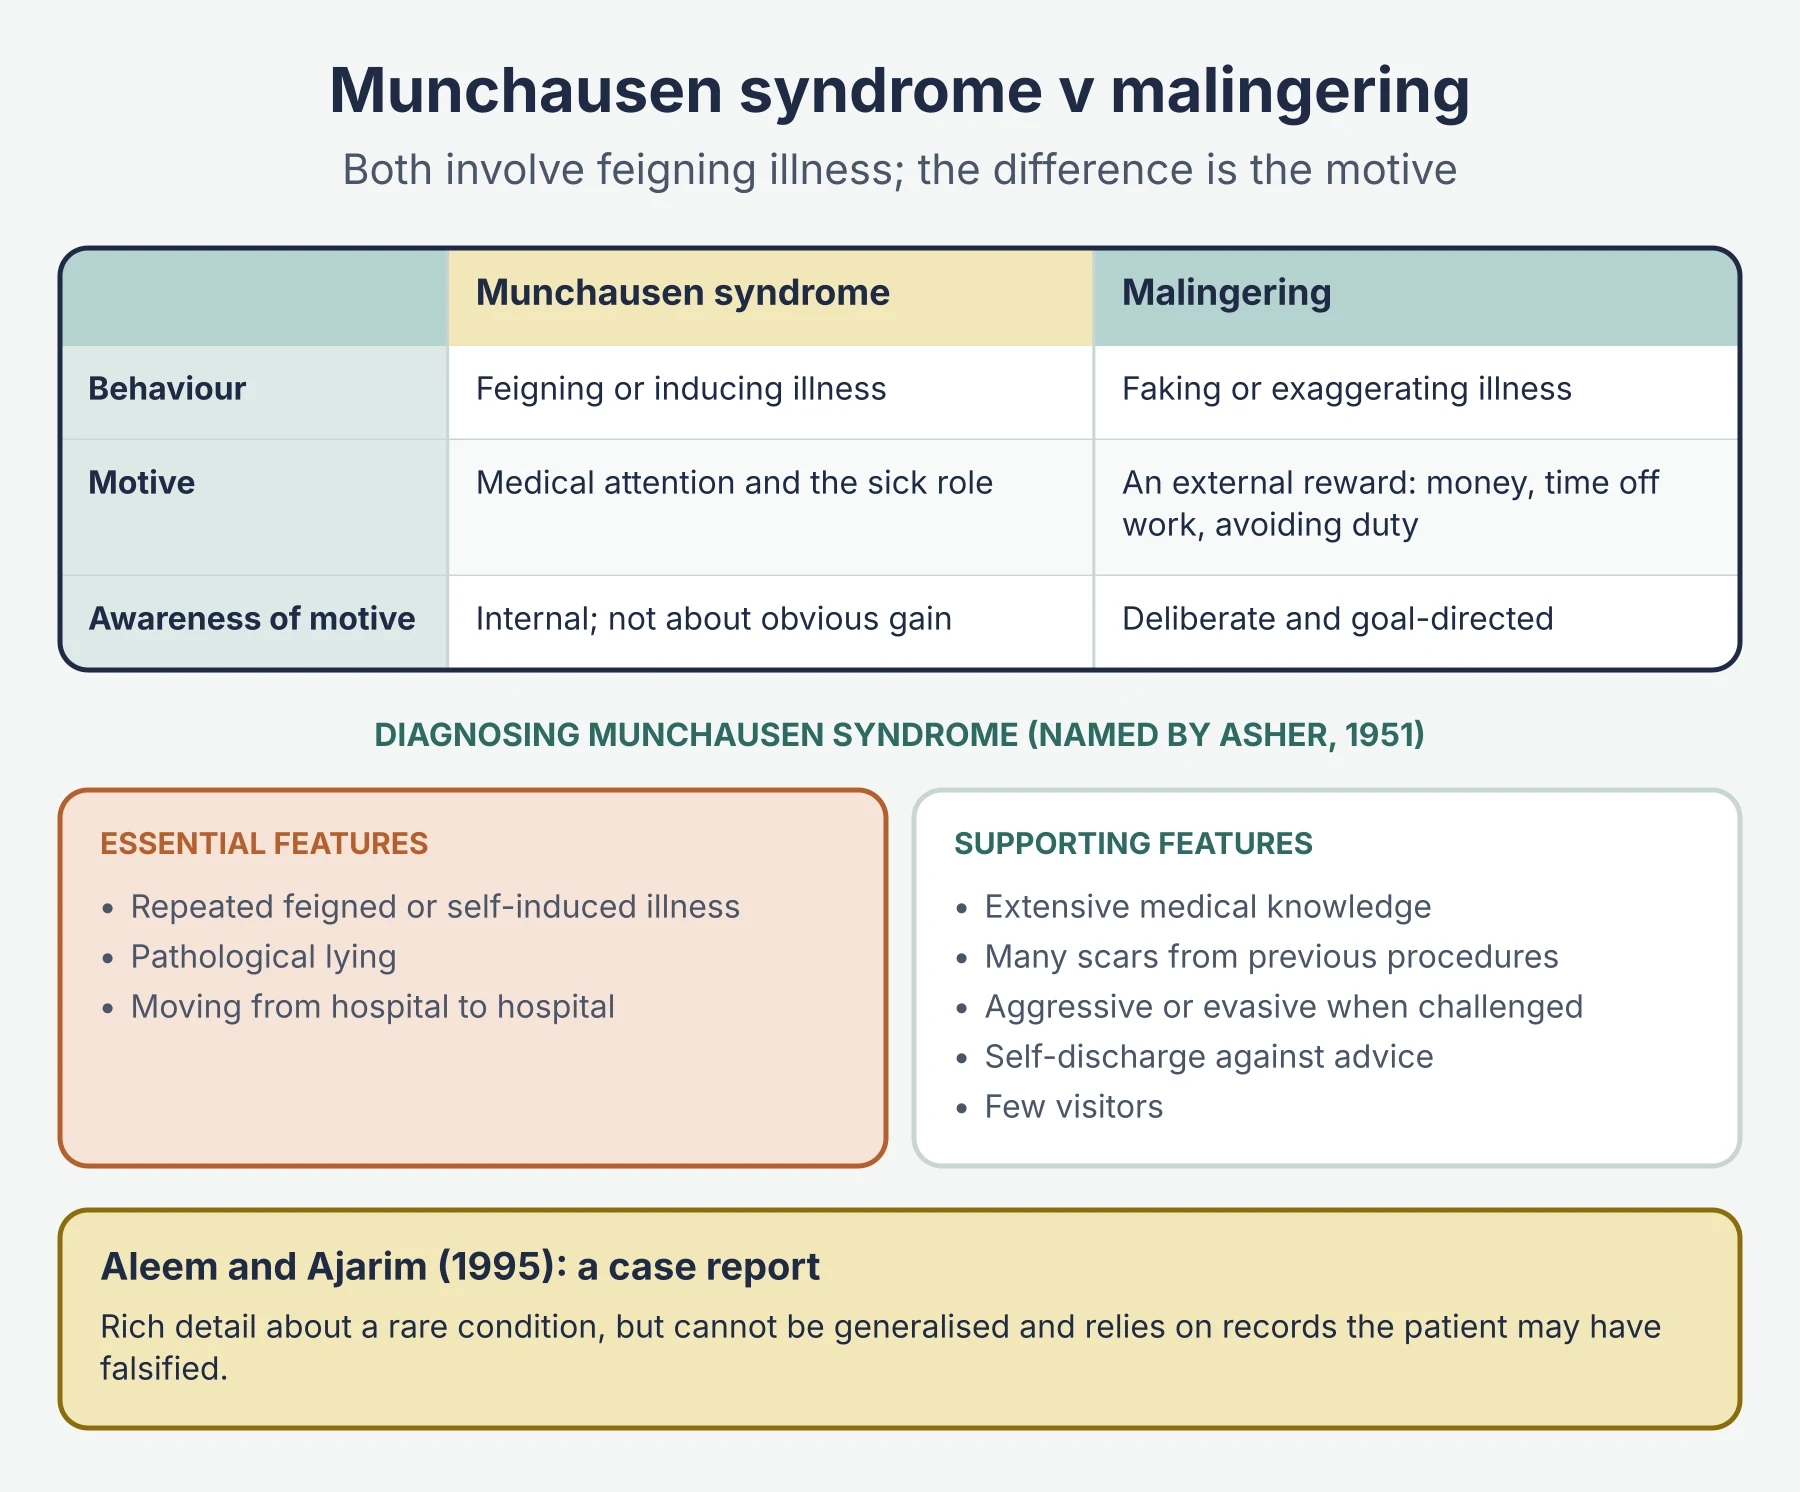 Munchausen syndrome v malingering
Both involve feigning illness; the difference is the motive
Munchausen syndrome
Malingering
Behaviour
Feigning or inducing illness
Faking or exaggerating illness
Motive
Medical attention and the sick role
An external reward: money, time off
work, avoiding duty
Awareness of motive
Internal; not about obvious gain
Deliberate and goal-directed
DIAGNOSING MUNCHAUSEN SYNDROME (NAMED BY ASHER, 1951)
ESSENTIAL FEATURES
• Repeated feigned or self-induced illness
• Pathological lying
• Moving from hospital to hospital
SUPPORTING FEATURES
• Extensive medical knowledge
• Many scars from previous procedures
• Aggressive or evasive when challenged
• Self-discharge against advice
• Few visitors
Aleem and Ajarim (1995): a case report
Rich detail about a rare condition, but cannot be generalised and relies on records the patient may have
falsified.